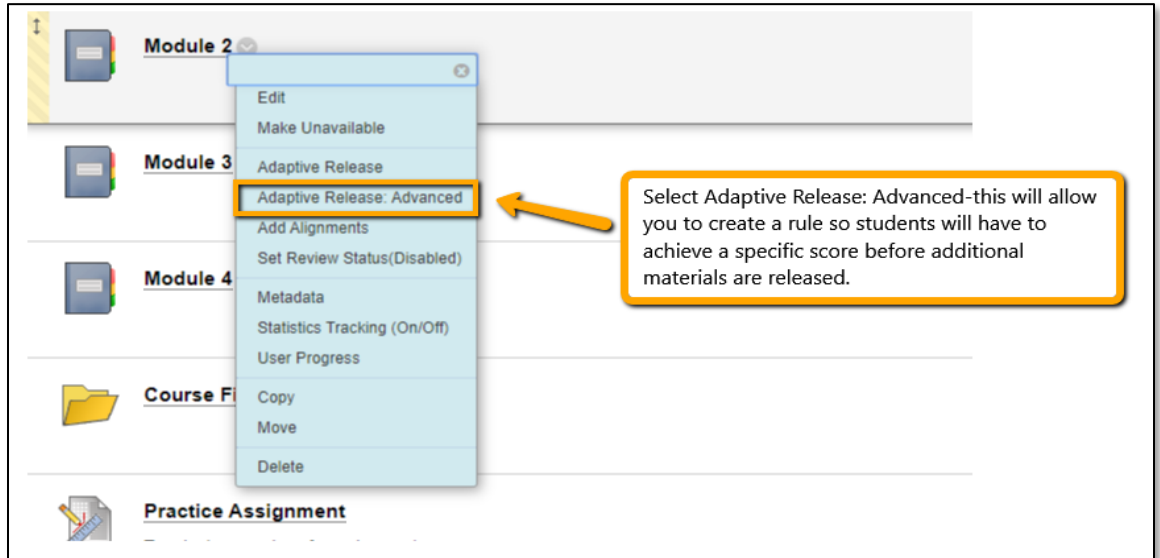 Module 2
Edit
Make Unavailable
Module 3
Adaptive Release
Adaptive Release: Advanced
Add Alignments
Set Review Status(Disabled)
Module 4
Metadata
Statistics Tracking (On/Off)
User Progress
Course Fi
Copy
Move
Delete
Practice Assignment
Select Adaptive Release: Advanced-this will allow
you to create a rule so students will have to
achieve a specific score before additional
materials are released.